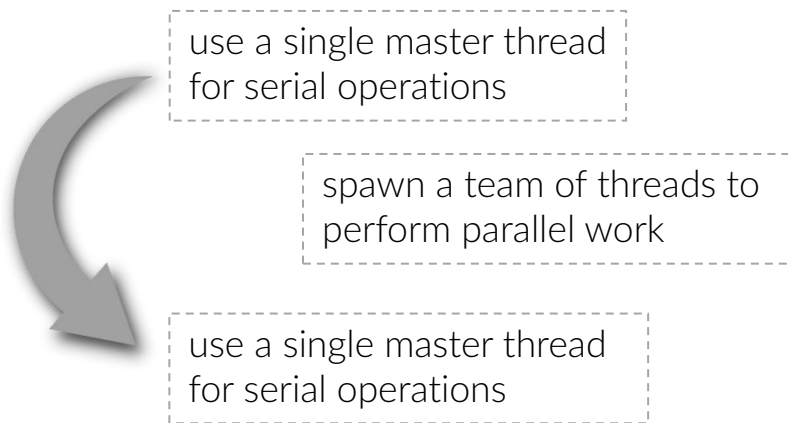 use a single master thread
for serial operations
spawn a team of threads to
perform parallel work
use a single master thread
for serial operations